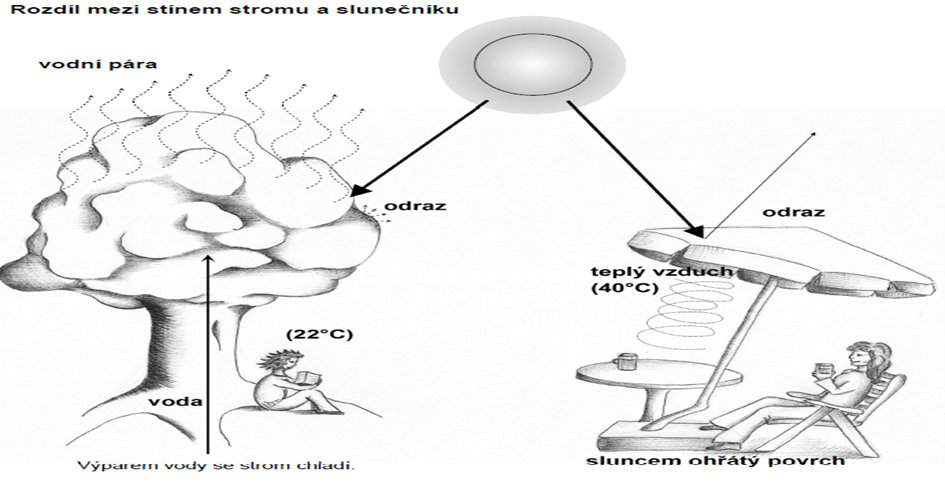 Rozdíl mezi stínem stromu a slunečníku
vodní pára
odraz
odraz
teplý vzduch
(40°C)
(22°C)
voda
Výparem vody se strom chladí.
sluncem ohřátý povrch